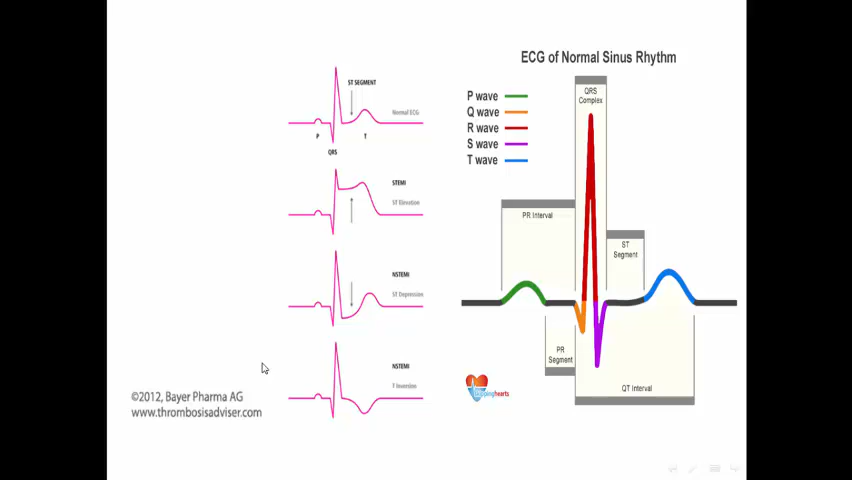 ST SEGMENT
Normal ECG
P
T
QRS
STEMI
ST Elevation
NSTEMI
ST Depression
NSTEMI
T Inversion
©2012, Bayer Pharma AG
www.thrombosisadviser.com
ECG of Normal Sinus Rhythm
P wave
Q wave
R wave
S wave
T wave
QRS
Complex
PR Interval
ST
Segment
PR
Segment
QT Interval
skippinghearts